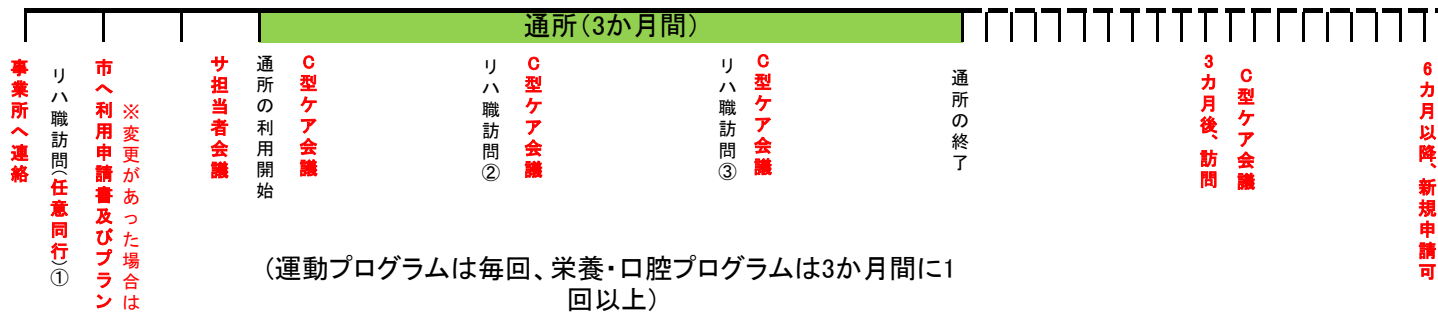 通所（3か月間）
事業所へ連絡
リハ職訪問（任意同行）①
市へ利用申請書及びプラン
※変更があった場合は
サ担当者会議
通所の利用開始
C型ケア会議
リハ職訪問②
C型ケア会議
リハ職訪問③
C型ケア会議
通所の終了
3カ月後、訪問
C型ケア会議
6カ月以降、新規申請可
（運動プログラムは毎回、栄養・口腔プログラムは3か月間に1
回以上）